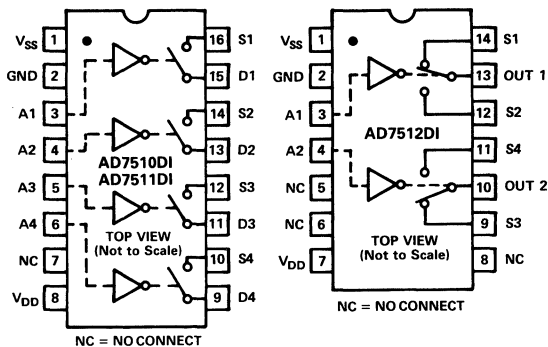 VSS 1 16 S1
GND 2 15 D1
A1 3 14 S2
A2 4 13 D2
AD7510DI
AD7511DI
A3 5 12 S3
A4 6 11 D3
TOP VIEW
(Not to Scale)
NC 7 10 S4
VDD 8 9 D4
NC = NO CONNECT
VSS 1 14 S1
GND 2 13 OUT 1
A1 3 12 S2
AD7512DI
A2 4 11 S4
NC 5 10 OUT 2
NC 6 9 S3
TOP VIEW
(Not to Scale)
VDD 7 8 NC
NC = NO CONNECT